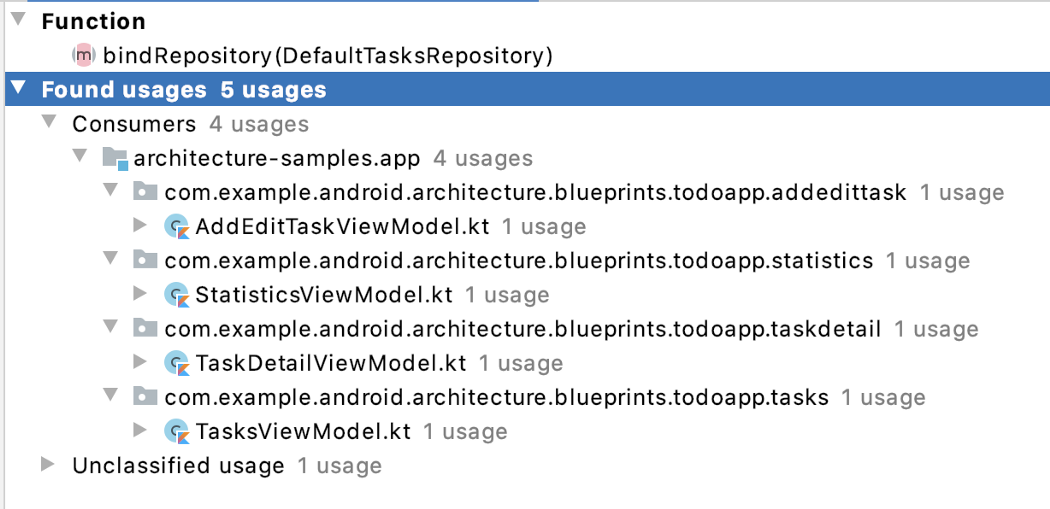 Function
m bindRepository(DefaultTasksRepository)
Found usages 5 usages
Consumers 4 usages
architecture-samples.app 4 usages
com.example.android.architecture.blueprints.todoapp.addedittask 1 usage
AddEditTaskViewModel.kt 1 usage
com.example.android.architecture.blueprints.todoapp.statistics 1 usage
StatisticsViewModel.kt 1 usage
com.example.android.architecture.blueprints.todoapp.taskdetail 1 usage
TaskDetailViewModel.kt 1 usage
com.example.android.architecture.blueprints.todoapp.tasks 1 usage
TasksViewModel.kt 1 usage
Unclassified usage 1 usage